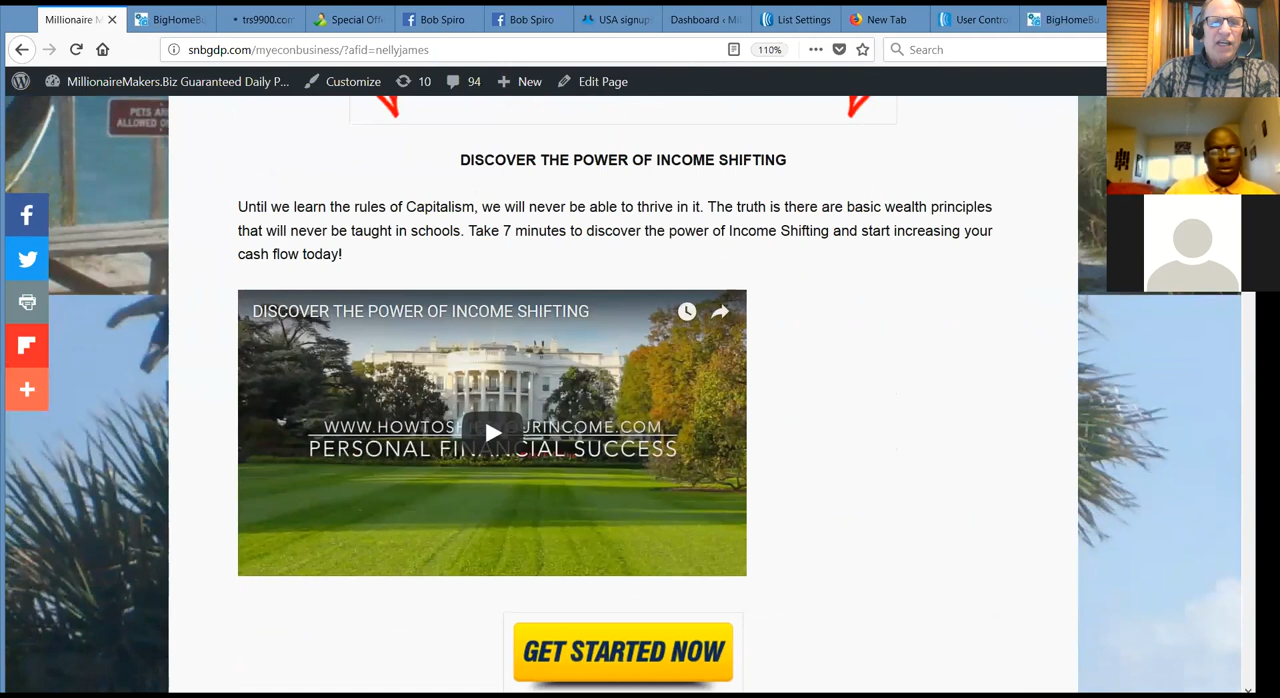 Millionaire M
BigHomeBu
trs9900.com
Special Off
Bob Spiro
Bob Spiro
USA signup
Dashboard ‹ Mi
List Settings
New Tab
User Contro
BigHomeBu
snbgdp.com/myeconbusiness/?afid=nellyjames
110%
Search
MillionaireMakers.Biz Guaranteed Daily P...
Customize
10
94
New
Edit Page
PETS AR
ALLOWED O
DISCOVER THE POWER OF INCOME SHIFTING
Until we learn the rules of Capitalism, we will never be able to thrive in it. The truth is there are basic wealth principles
that will never be taught in schools. Take 7 minutes to discover the power of Income Shifting and start increasing your
cash flow today!
DISCOVER THE POWER OF INCOME SHIFTING
PERSONAL FINANCIAL SUCCESS
GET STARTED NOW